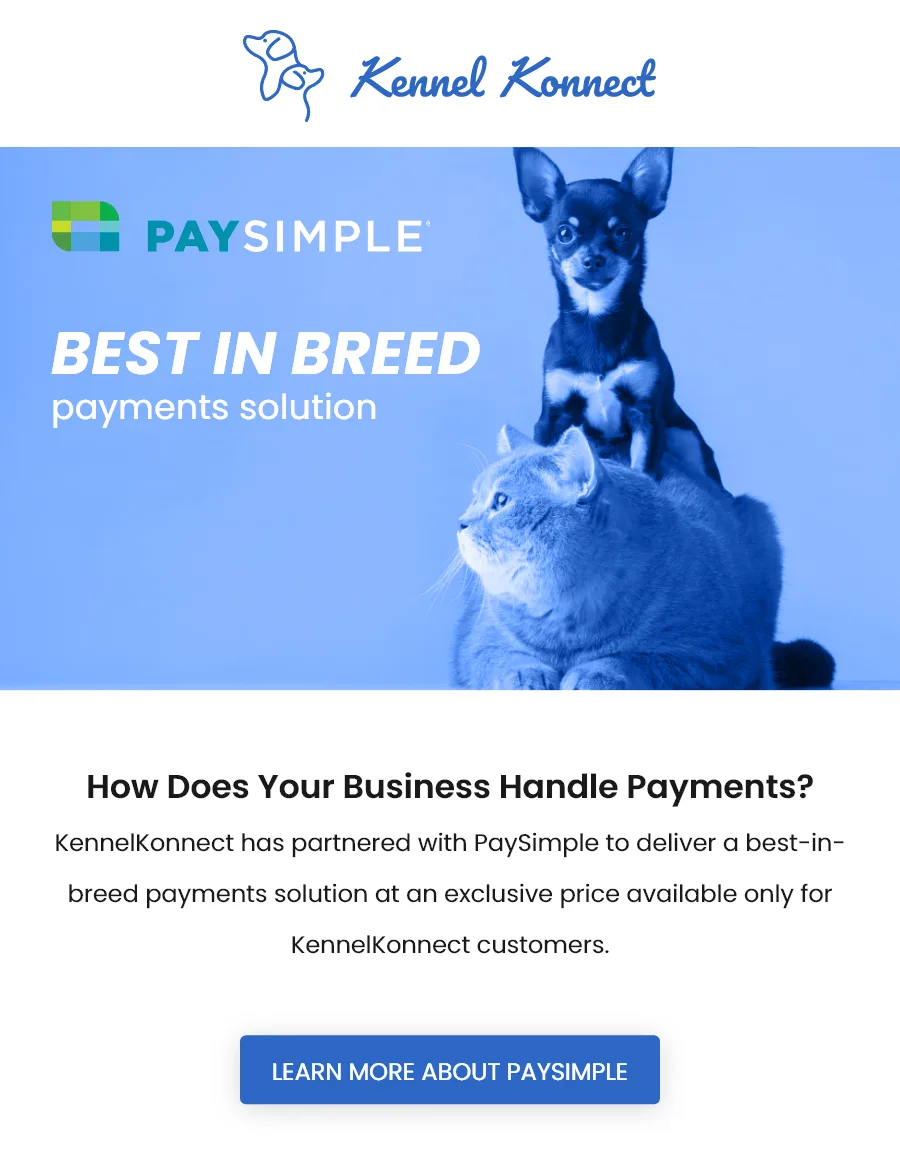 Kennel Konnect
PAYSIMPLE®
BEST IN BREED
payments solution
How Does Your Business Handle Payments?
KennelKonnect has partnered with PaySimple to deliver a best-in-
breed payments solution at an exclusive price available only for
KennelKonnect customers.
LEARN MORE ABOUT PAYSIMPLE